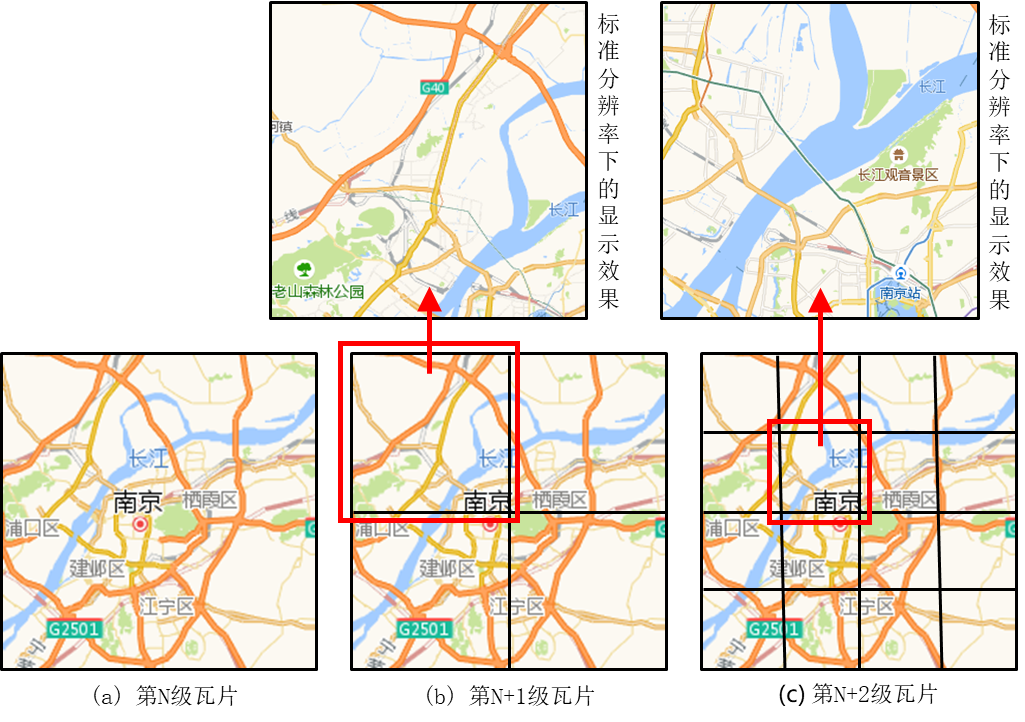 G40
河镇
线
长江
老山森林公园
标准分辨率下的显示效果
长江
长江观音景区
南京站
标准分辨率下的显示效果
长江
南京
栖霞区
浦口区
建邺区
江宁区
G2501
长江
南京
栖霞区
浦口区
建邺区
江宁区
G2501
长江
南京
栖霞区
浦口区
建邺区
江宁区
G2501
(a) 第N级瓦片
(b) 第N+1级瓦片
(c) 第N+2级瓦片